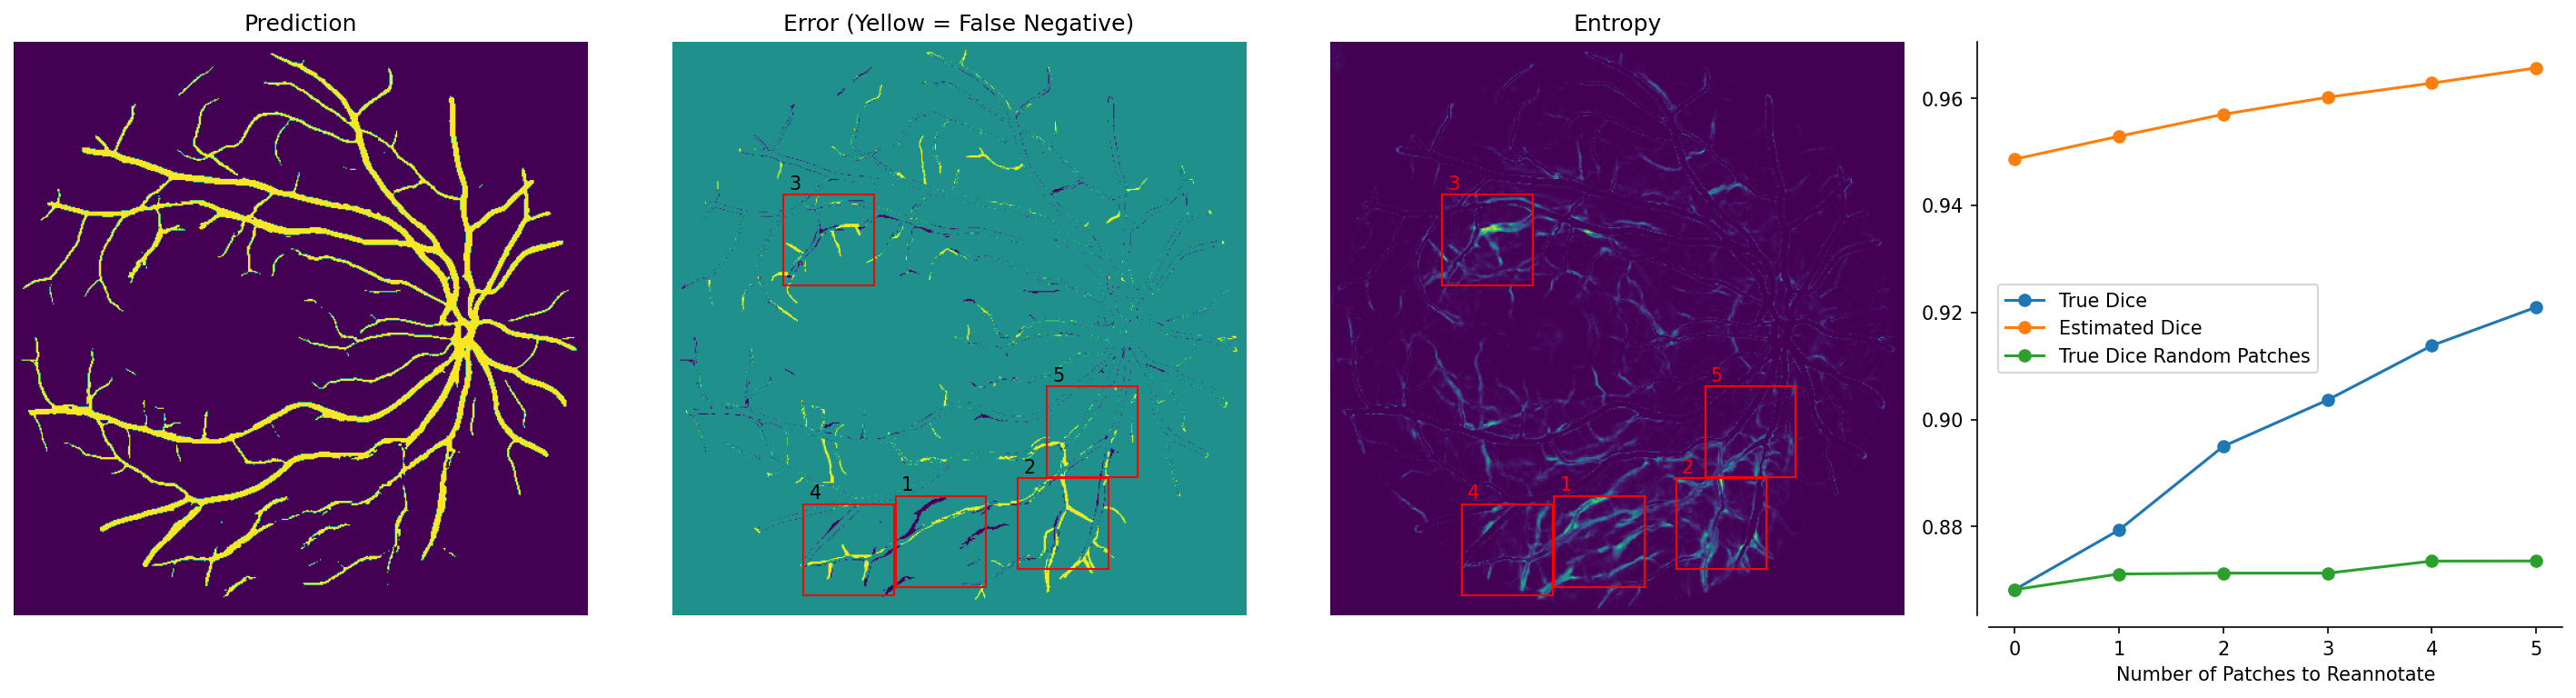 Prediction
Error (Yellow = False Negative)
3
5
2
1
4
Entropy
3
5
2
1
4
0.96
0.94
0.92
0.90
0.88
True Dice
Estimated Dice
True Dice Random Patches
0 1 2 3 4 5
Number of Patches to Reannotate